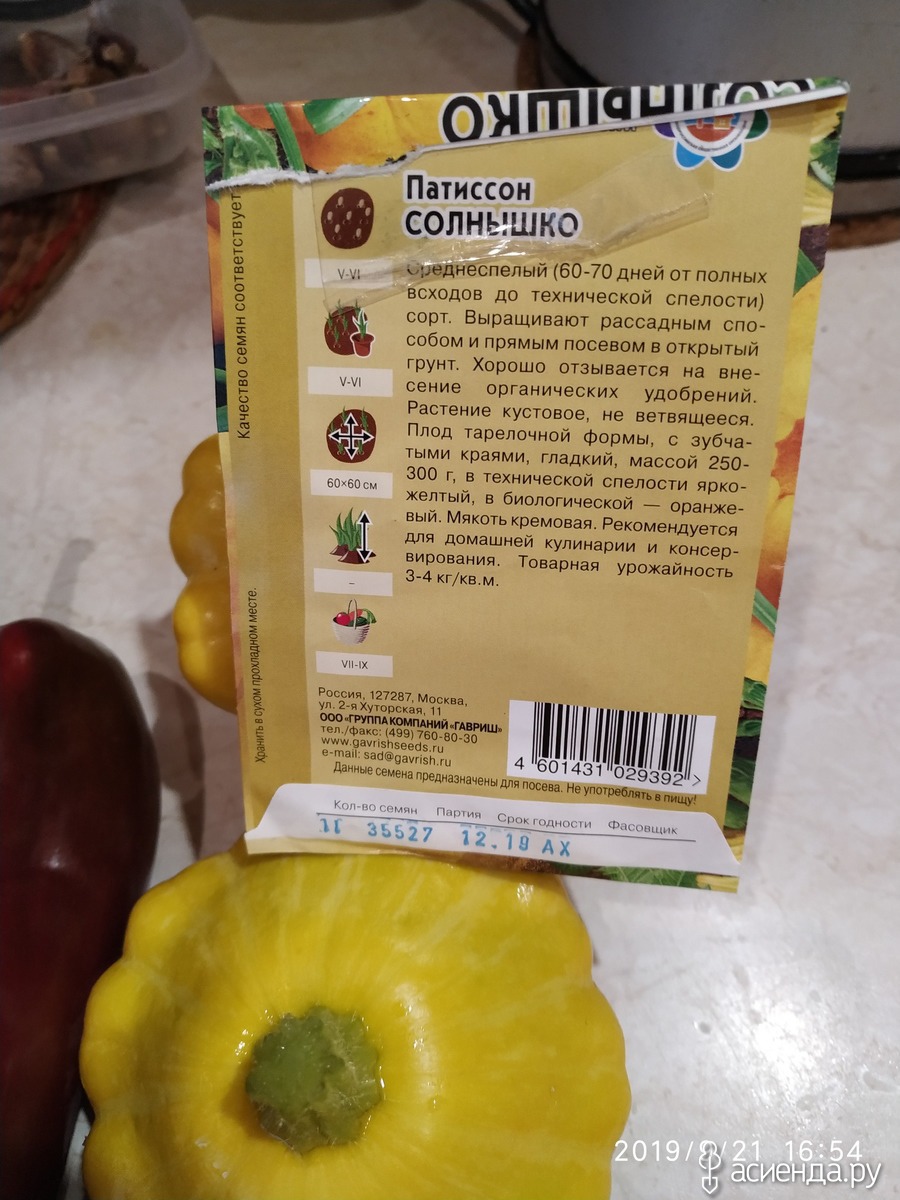 СОЛНЫШКО
Качество семян соответствует
Хранить в сухом прохладном месте.
Патиссон
СОЛНЫШКО
V-VI
V-VI
60×60 см
–
VII-IX
Среднеспелый (60-70 дней от полных
всходов до технической спелости)
сорт. Выращивают рассадным спо-
собом и прямым посевом в открытый
грунт. Хорошо отзывается на вне-
сение органических удобрений.
Растение кустовое, не ветвящееся.
Плод тарелочной формы, с зубча-
тыми краями, гладкий, массой 250-
300 г, в технической спелости ярко-
желтый, в биологической — оранже-
вый. Мякоть кремовая. Рекомендуется
для домашней кулинарии и консер-
вирования. Товарная урожайность
3-4 кг/кв.м.
Россия, 127287, Москва,
ул. 2-я Хуторская, 11
ООО «ГРУППА КОМПАНИЙ «ГАВРИШ»
тел./факс: (499) 760-80-30
www.gavrishseeds.ru
e-mail: sad@gavrish.ru
4 601431 029392 >
Данные семена предназначены для посева. Не употреблять в пищу!
Кол-во семян Партия Срок годности Фасовщик
11 35527 12.19 АХ
2019/8/21 16:54
асиенда.ру